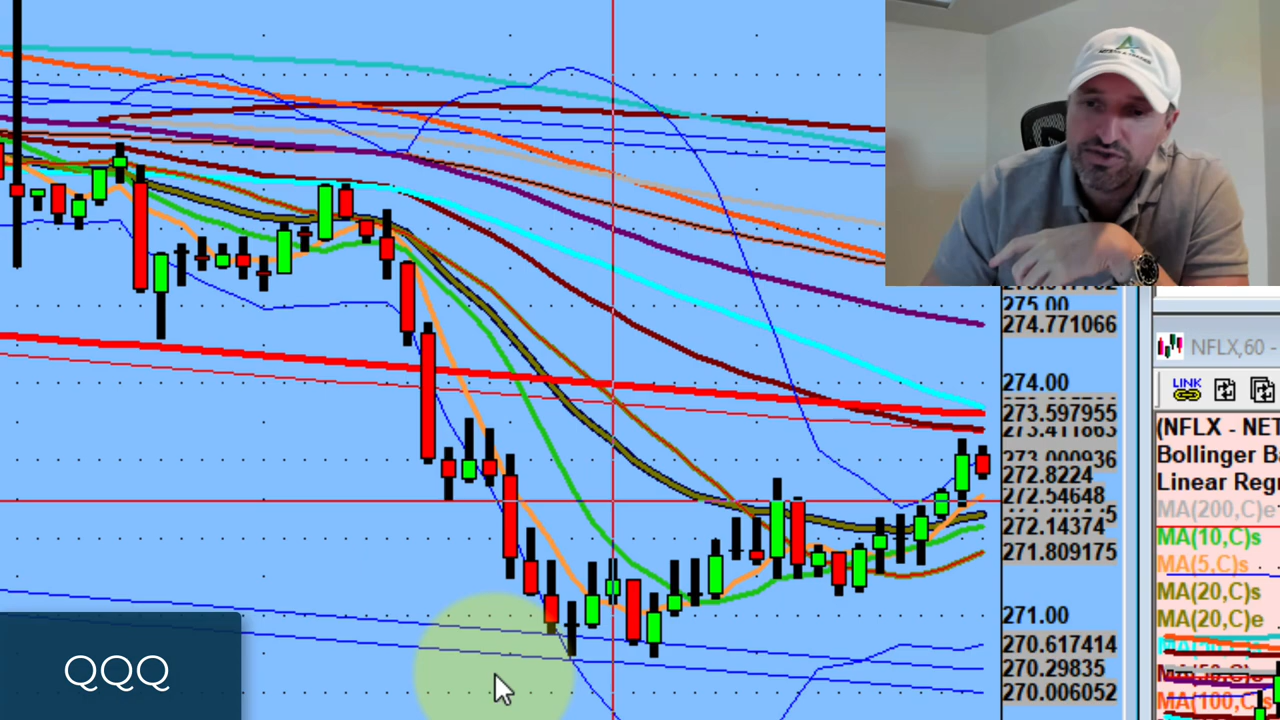 275.00
274.771066
274.00
273.597955
273.411863
273.000936
272.8224
272.54648
272.14374
271.809175
271.00
270.617414
270.29835
270.006052
NFLX,60 -
LINK
(NFLX - NET
Bollinger Ba
Linear Regr
MA(200,C)e
MA(10,C)s
MA(5,C)s
MA(20,C)s
MA(20,C)e
MA(100,C)s
QQQ